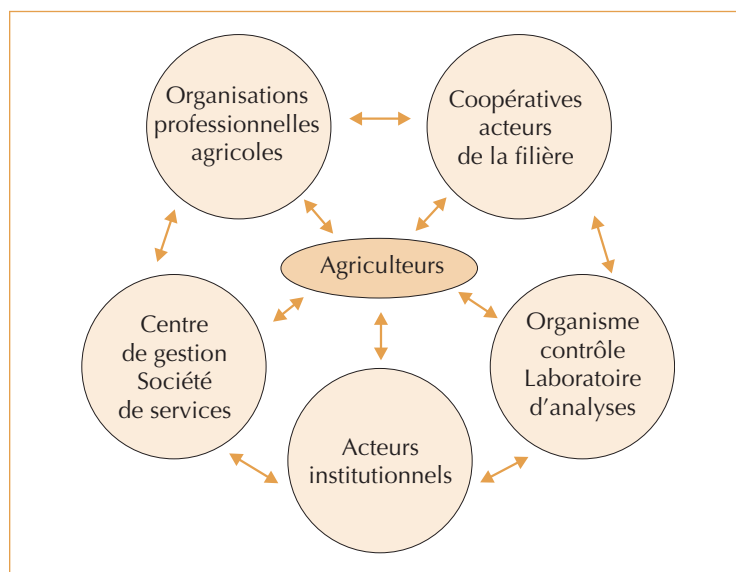 Organisations
professionnelles
agricoles
Coopératives
acteurs
de la filière
Agriculteurs
Centre
de gestion
Société
de services
Organisme
contrôle
Laboratoire
d'analyses
Acteurs
institutionnels